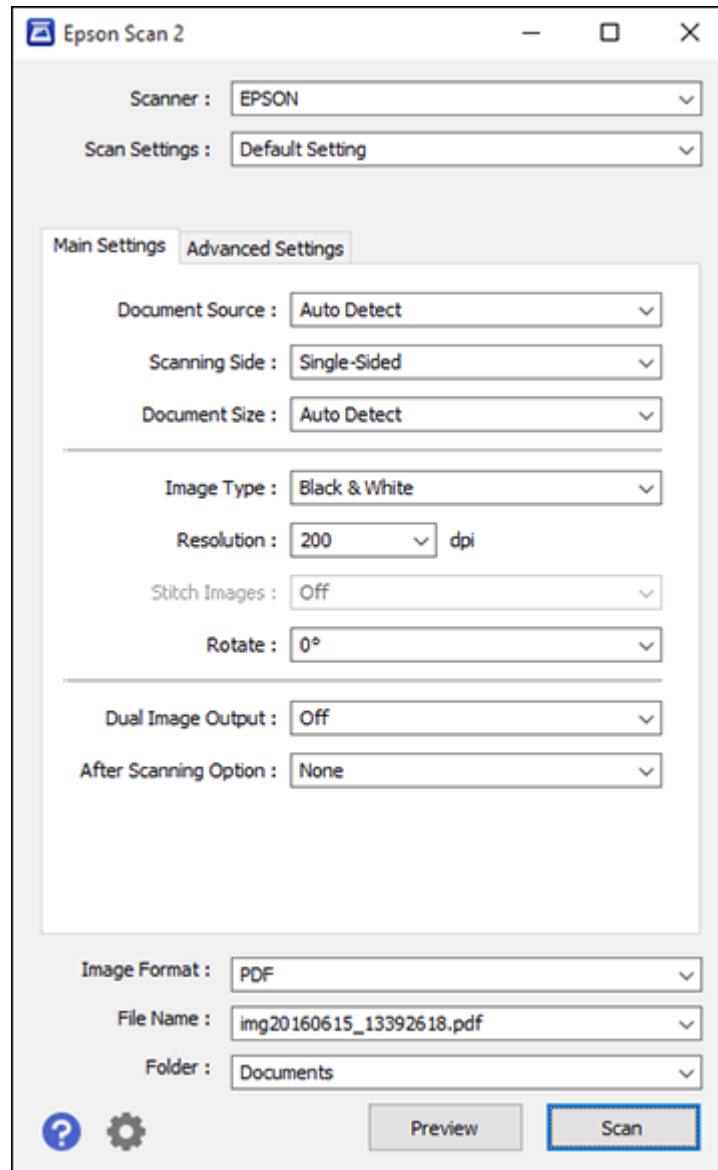 Epson Scan 2
Scanner : EPSON
Scan Settings : Default Setting
Main Settings Advanced Settings
Document Source : Auto Detect
Scanning Side : Single-Sided
Document Size : Auto Detect
Image Type : Black & White
Resolution : 200 dpi
Stitch Images : Off
Rotate : 0°
Dual Image Output : Off
After Scanning Option : None
Image Format : PDF
File Name : img20160615_13392618.pdf
Folder : Documents
? Preview Scan